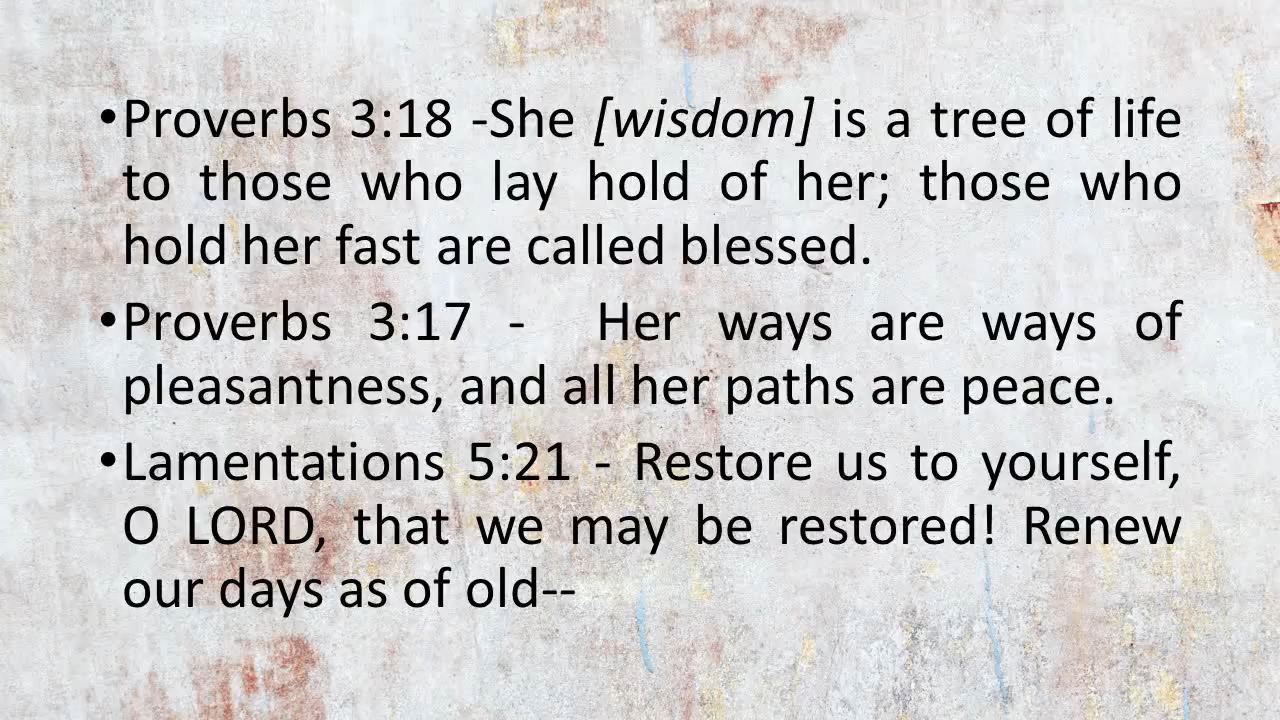 •Proverbs 3:18 -She [wisdom] is a tree of life
to those who lay hold of her; those who
hold her fast are called blessed.
•Proverbs 3:17 - Her ways are ways of
pleasantness, and all her paths are peace.
•Lamentations 5:21 - Restore us to yourself,
O LORD, that we may be restored! Renew
our days as of old--